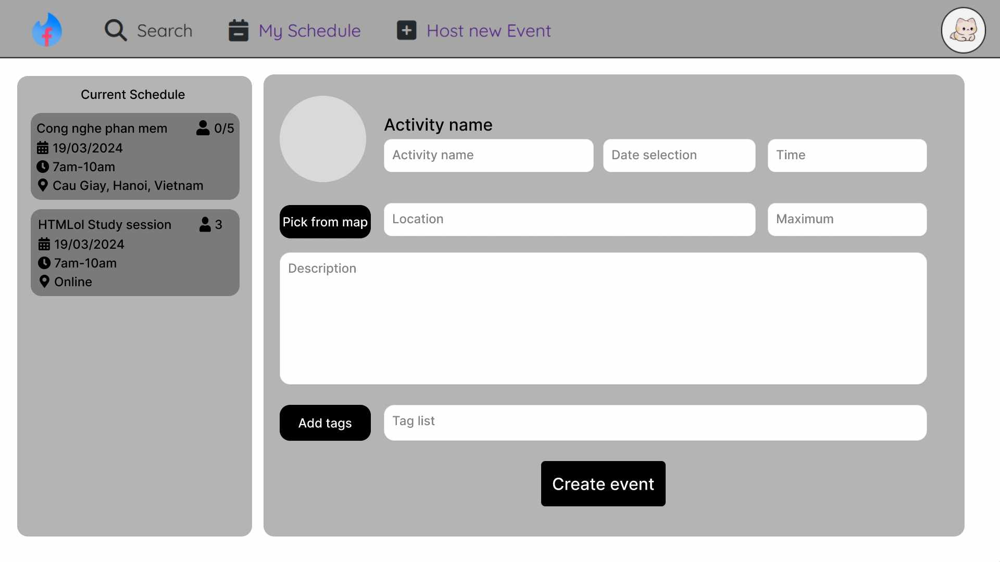 f
Search
My Schedule
Host new Event
Current Schedule
Cong nghe phan mem 0/5
19/03/2024
7am-10am
Cau Giay, Hanoi, Vietnam
HTMLol Study session 3
19/03/2024
7am-10am
Online
Activity name
Activity name
Date selection
Time
Pick from map
Location
Maximum
Description
Add tags
Tag list
Create event